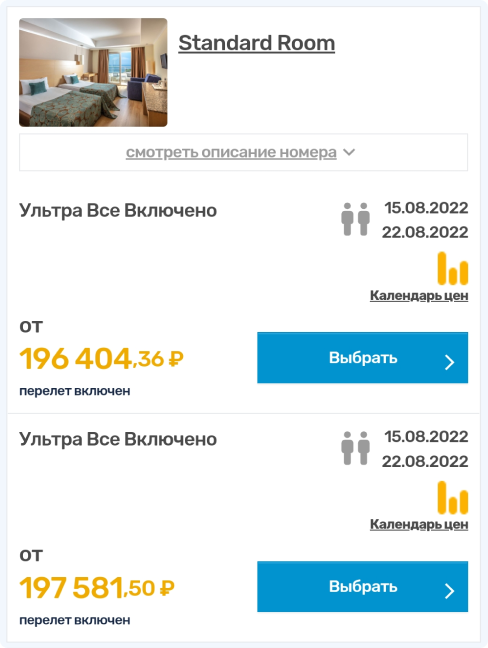 Standard Room
смотреть описание номера
Ультра Все Включено
15.08.2022
22.08.2022
Календарь цен
от
196 404,36 ₽
Выбрать
перелет включен
Ультра Все Включено
15.08.2022
22.08.2022
Календарь цен
от
197 581,50 ₽
Выбрать
перелет включен